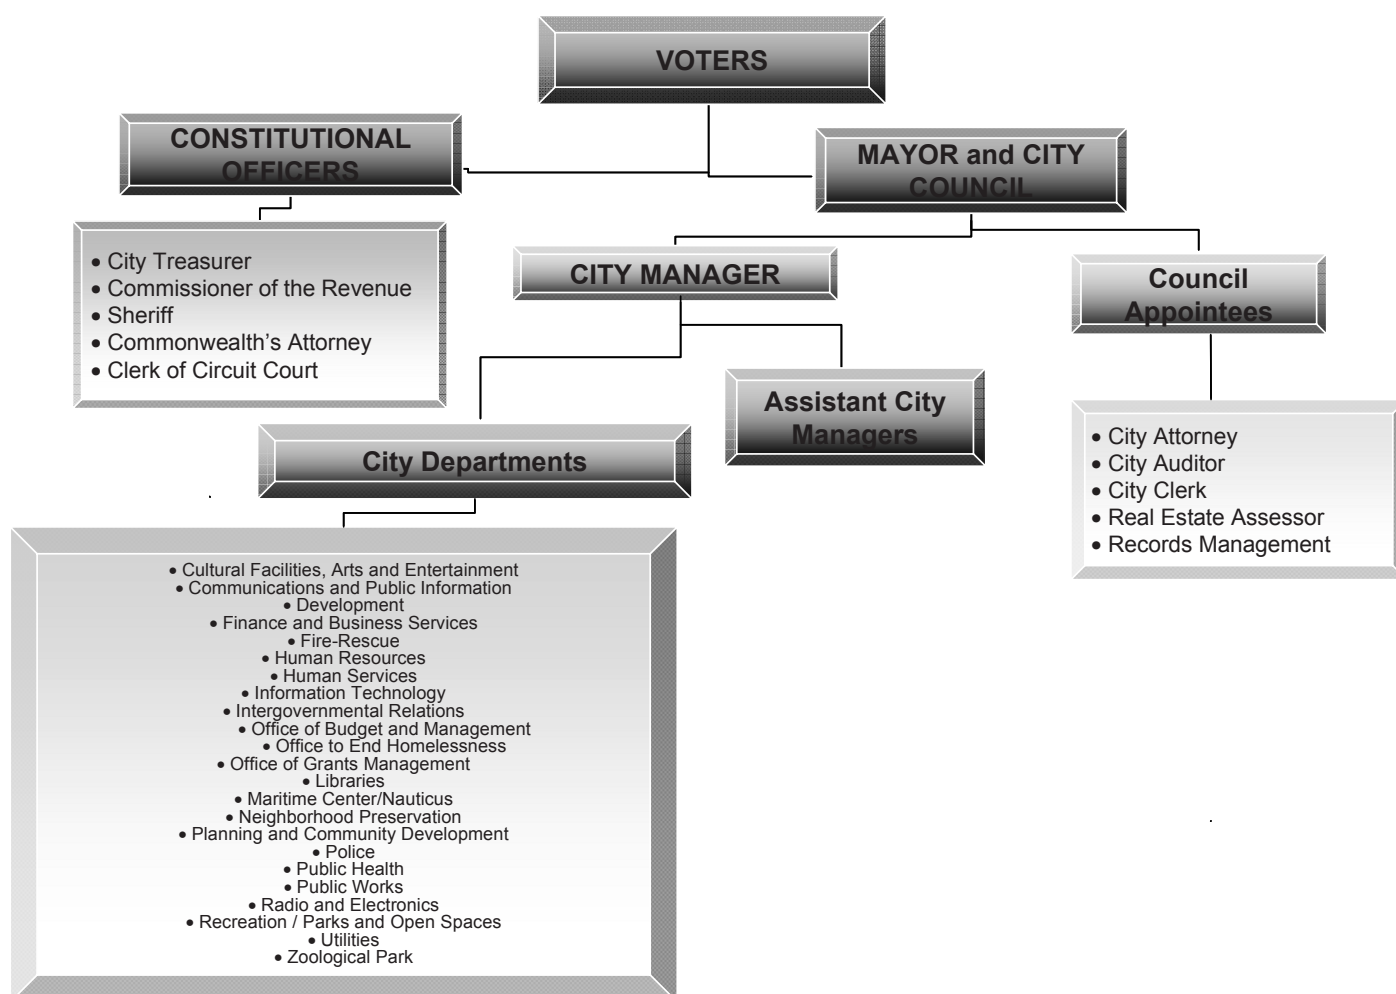 VOTERS
CONSTITUTIONAL
OFFICERS
MAYOR and CITY
COUNCIL
• City Treasurer
• Commissioner of the Revenue
• Sheriff
• Commonwealth’s Attorney
• Clerk of Circuit Court
CITY MANAGER
Council
Appointees
Assistant City
Managers
• City Attorney
• City Auditor
• City Clerk
• Real Estate Assessor
• Records Management
City Departments
• Cultural Facilities, Arts and Entertainment
• Communications and Public Information
• Development
• Finance and Business Services
• Fire-Rescue
• Human Resources
• Human Services
• Information Technology
• Intergovernmental Relations
• Office of Budget and Management
• Office to End Homelessness
• Office of Grants Management
• Libraries
• Maritime Center/Nauticus
• Neighborhood Preservation
• Planning and Community Development
• Police
• Public Health
• Public Works
• Radio and Electronics
• Recreation / Parks and Open Spaces
• Utilities
• Zoological Park